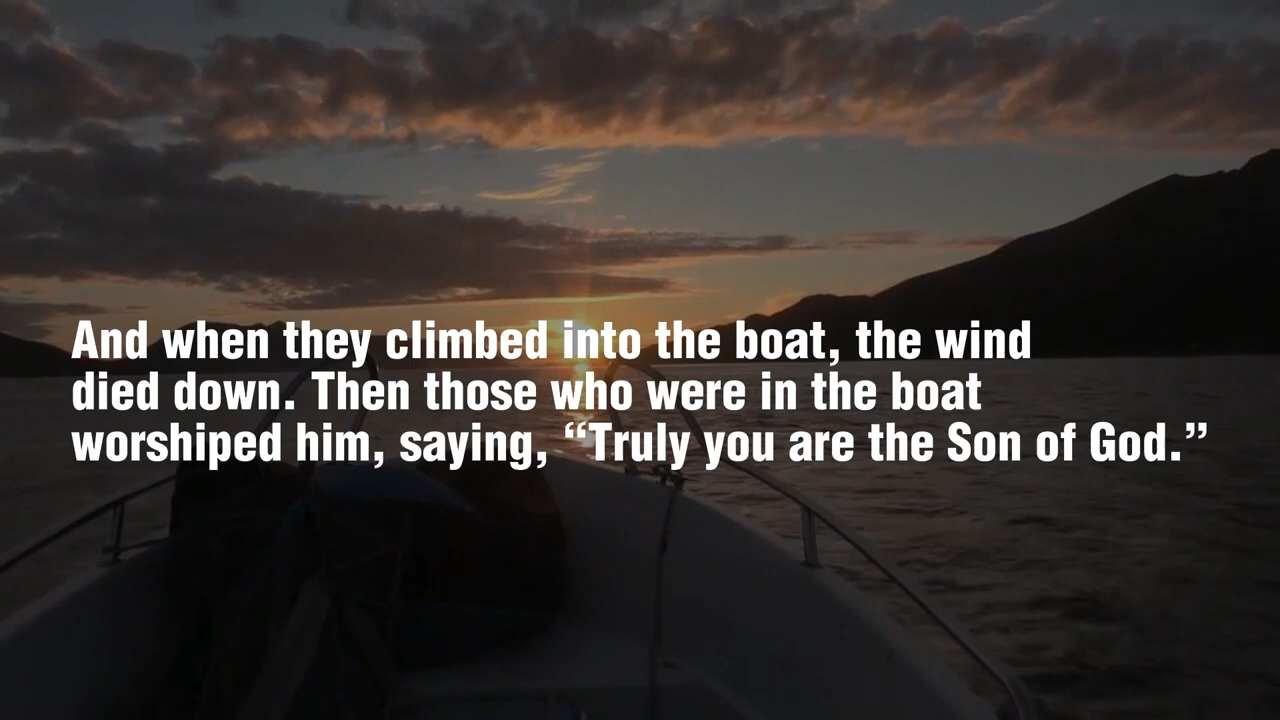 And when they climbed into the boat, the wind
died down. Then those who were in the boat
worshiped him, saying, “Truly you are the Son of God.”